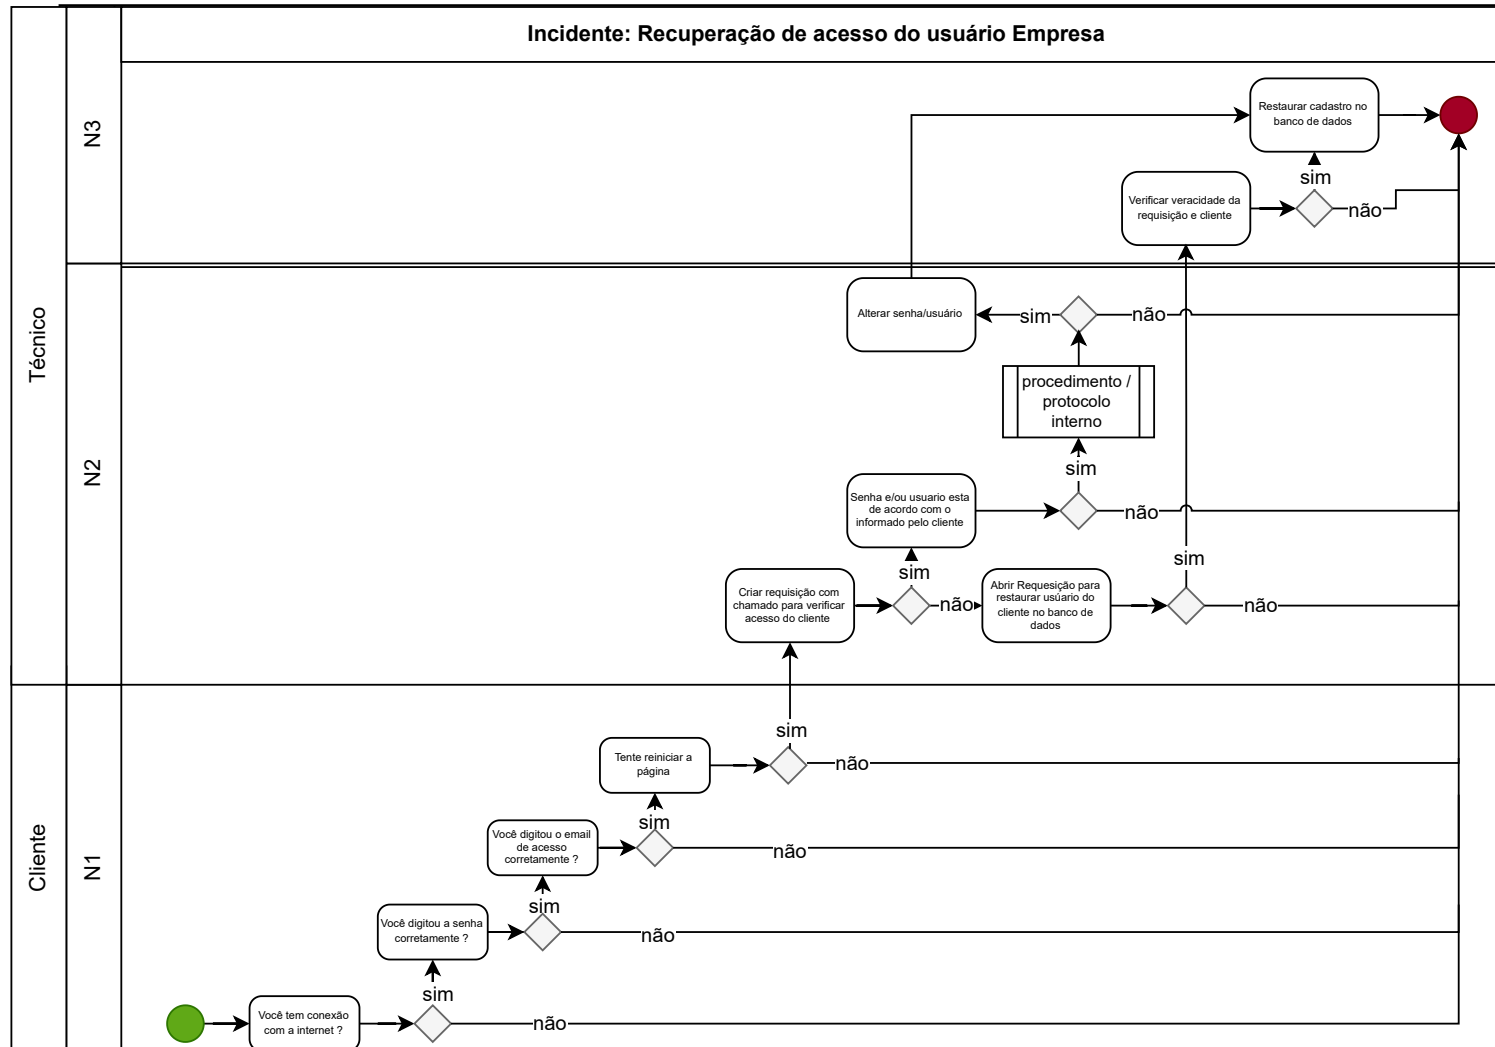 Incidente: Recuperação de acesso do usuário Empresa
N3
Restaurar cadastro no
banco de dados
sim
Verificar veracidade da
requisição e cliente
não
Técnico
N2
Alterar senha/usuário
sim
não
procedimento /
protocolo
interno
sim
Senha e/ou usuario esta
de acordo com o
informado pelo cliente
não
sim
sim
Criar requisição com
chamado para verificar
acesso do cliente
não
Abrir Requesição para
restaurar usúario do
cliente no banco de
dados
não
Cliente
N1
sim
Tente reiniciar a
página
não
sim
Você digitou o email
de acesso
corretamente ?
não
sim
Você digitou a senha
corretamente ?
não
sim
Você tem conexão
com a internet ?
não